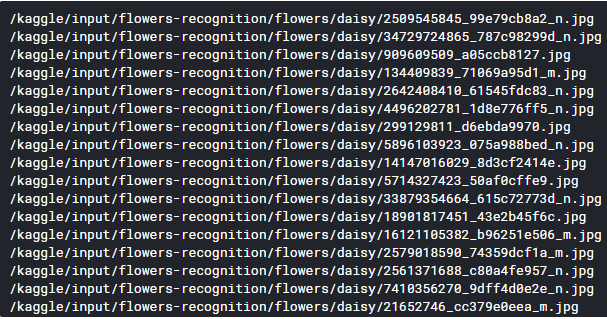 /kaggle/input/flowers-recognition/flowers/daisy/2509545845_99e79cb8a2_n.jpg
/kaggle/input/flowers-recognition/flowers/daisy/34729724865_787c98299d_n.jpg
/kaggle/input/flowers-recognition/flowers/daisy/909609509_a05ccb8127.jpg
/kaggle/input/flowers-recognition/flowers/daisy/134409839_71069a95d1_m.jpg
/kaggle/input/flowers-recognition/flowers/daisy/2642408410_61545fdc83_n.jpg
/kaggle/input/flowers-recognition/flowers/daisy/4496202781_1d8e776ff5_n.jpg
/kaggle/input/flowers-recognition/flowers/daisy/299129811_d6ebda9970.jpg
/kaggle/input/flowers-recognition/flowers/daisy/5896103923_075a988bed_n.jpg
/kaggle/input/flowers-recognition/flowers/daisy/14147016029_8d3cf2414e.jpg
/kaggle/input/flowers-recognition/flowers/daisy/5714327423_50af0cffe9.jpg
/kaggle/input/flowers-recognition/flowers/daisy/33879354664_615c72773d_n.jpg
/kaggle/input/flowers-recognition/flowers/daisy/18901817451_43e2b45f6c.jpg
/kaggle/input/flowers-recognition/flowers/daisy/16121105382_b96251e506_m.jpg
/kaggle/input/flowers-recognition/flowers/daisy/2579018590_74359dcf1a_m.jpg
/kaggle/input/flowers-recognition/flowers/daisy/2561371688_c80a4fe957_n.jpg
/kaggle/input/flowers-recognition/flowers/daisy/7410356270_9dff4d0e2e_n.jpg
/kaggle/input/flowers-recognition/flowers/daisy/21652746_cc379e0eea_m.jpg